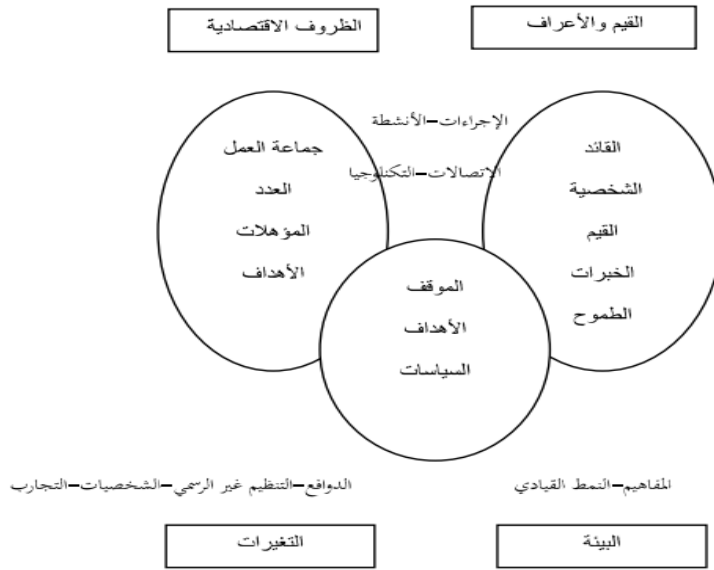 القيم والأعراف
الظروف الاقتصادية
الإجراءات–الأنشطة
الاتصالات–التكنلوجيا
القائد
الشخصية
القيم
الخبرات
الطموح
جماعة العمل
العدد
المؤهلات
الأهداف
الموقف
الأهداف
السياسات
المفاهيم–النمط القيادي
الدوافع–التنظيم غير الرسمي–الشخصيات–التجارب
البيئة
التغيرات